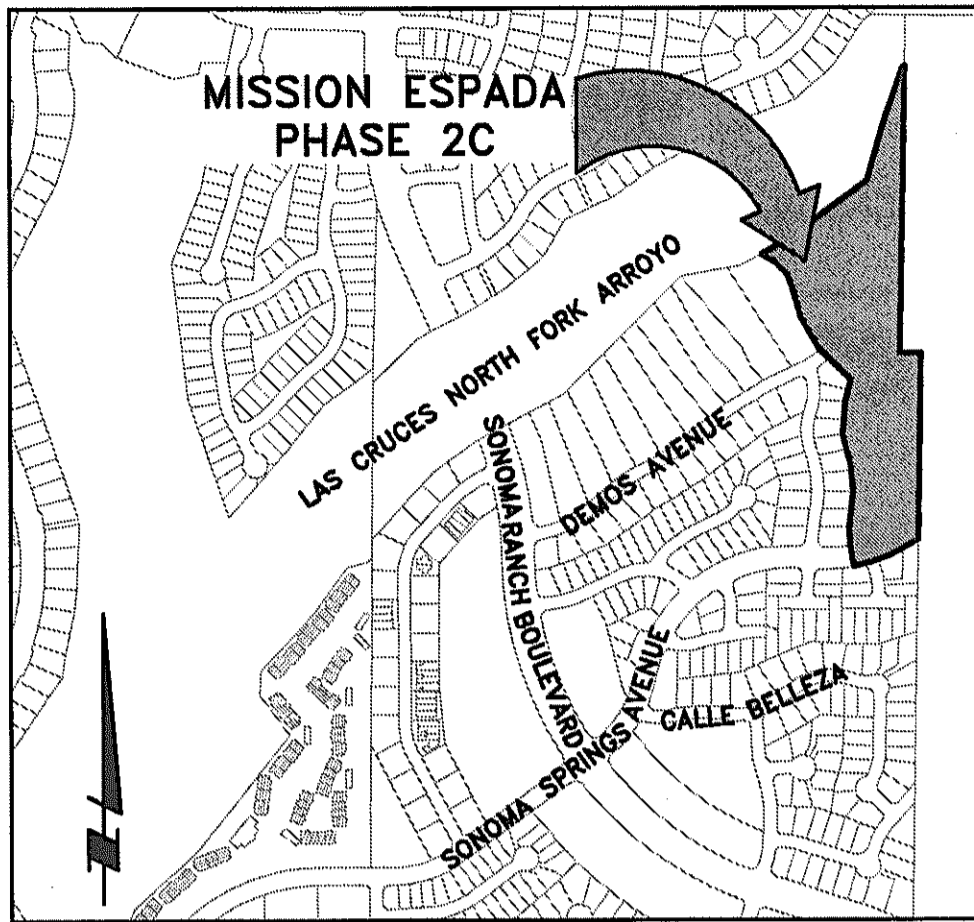 MISSION ESPADA
PHASE 2C
LAS CRUCES NORTH FORK ARROYO
SONOMA RANCH BOULEVARD
DEMOS AVENUE
SONOMA SPRINGS AVENUE
CALLE BELLEZA